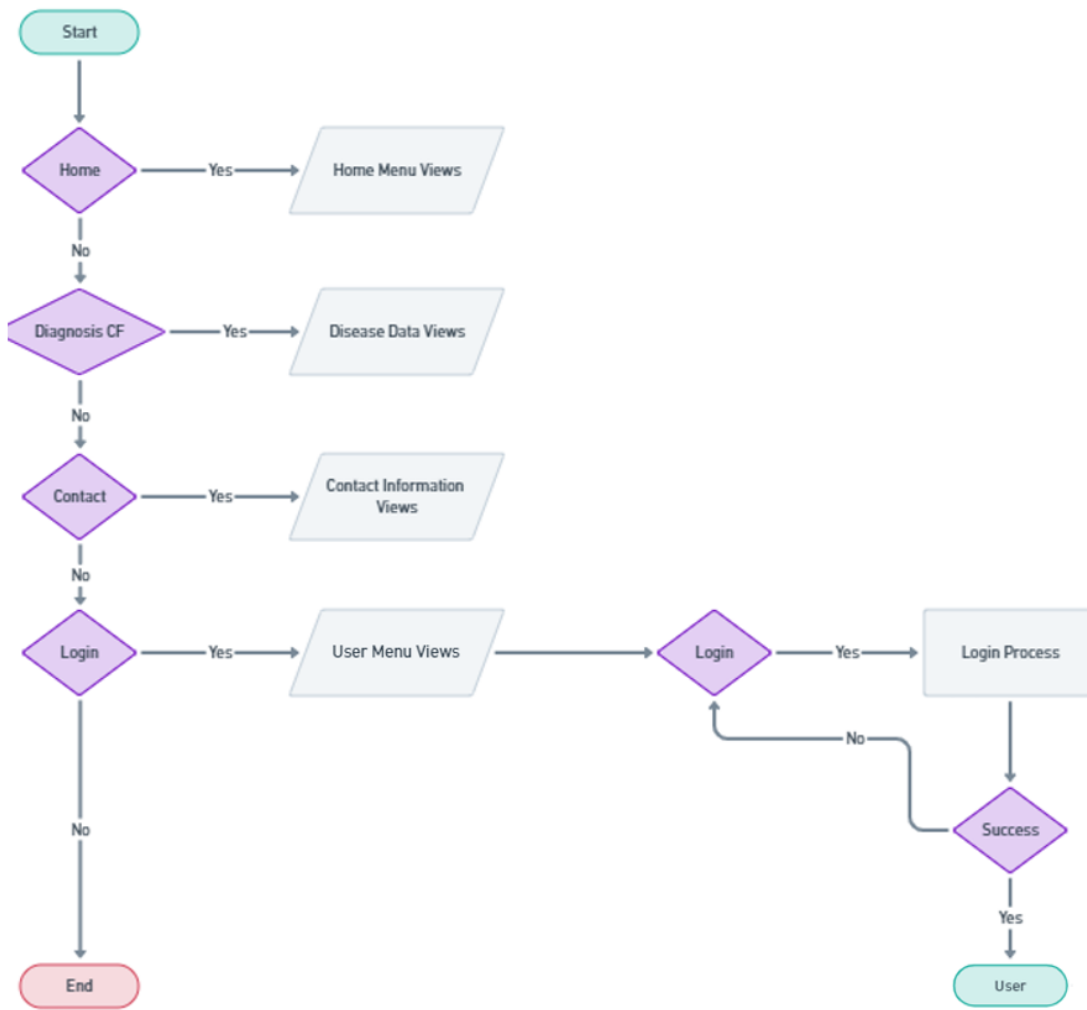 Start
Home
Yes
Home Menu Views
No
Diagnosis CF
Yes
Disease Data Views
No
Contact
Yes
Contact Information
Views
No
Login
Yes
User Menu Views
Login
Yes
Login Process
No
No
Success
Yes
End
User